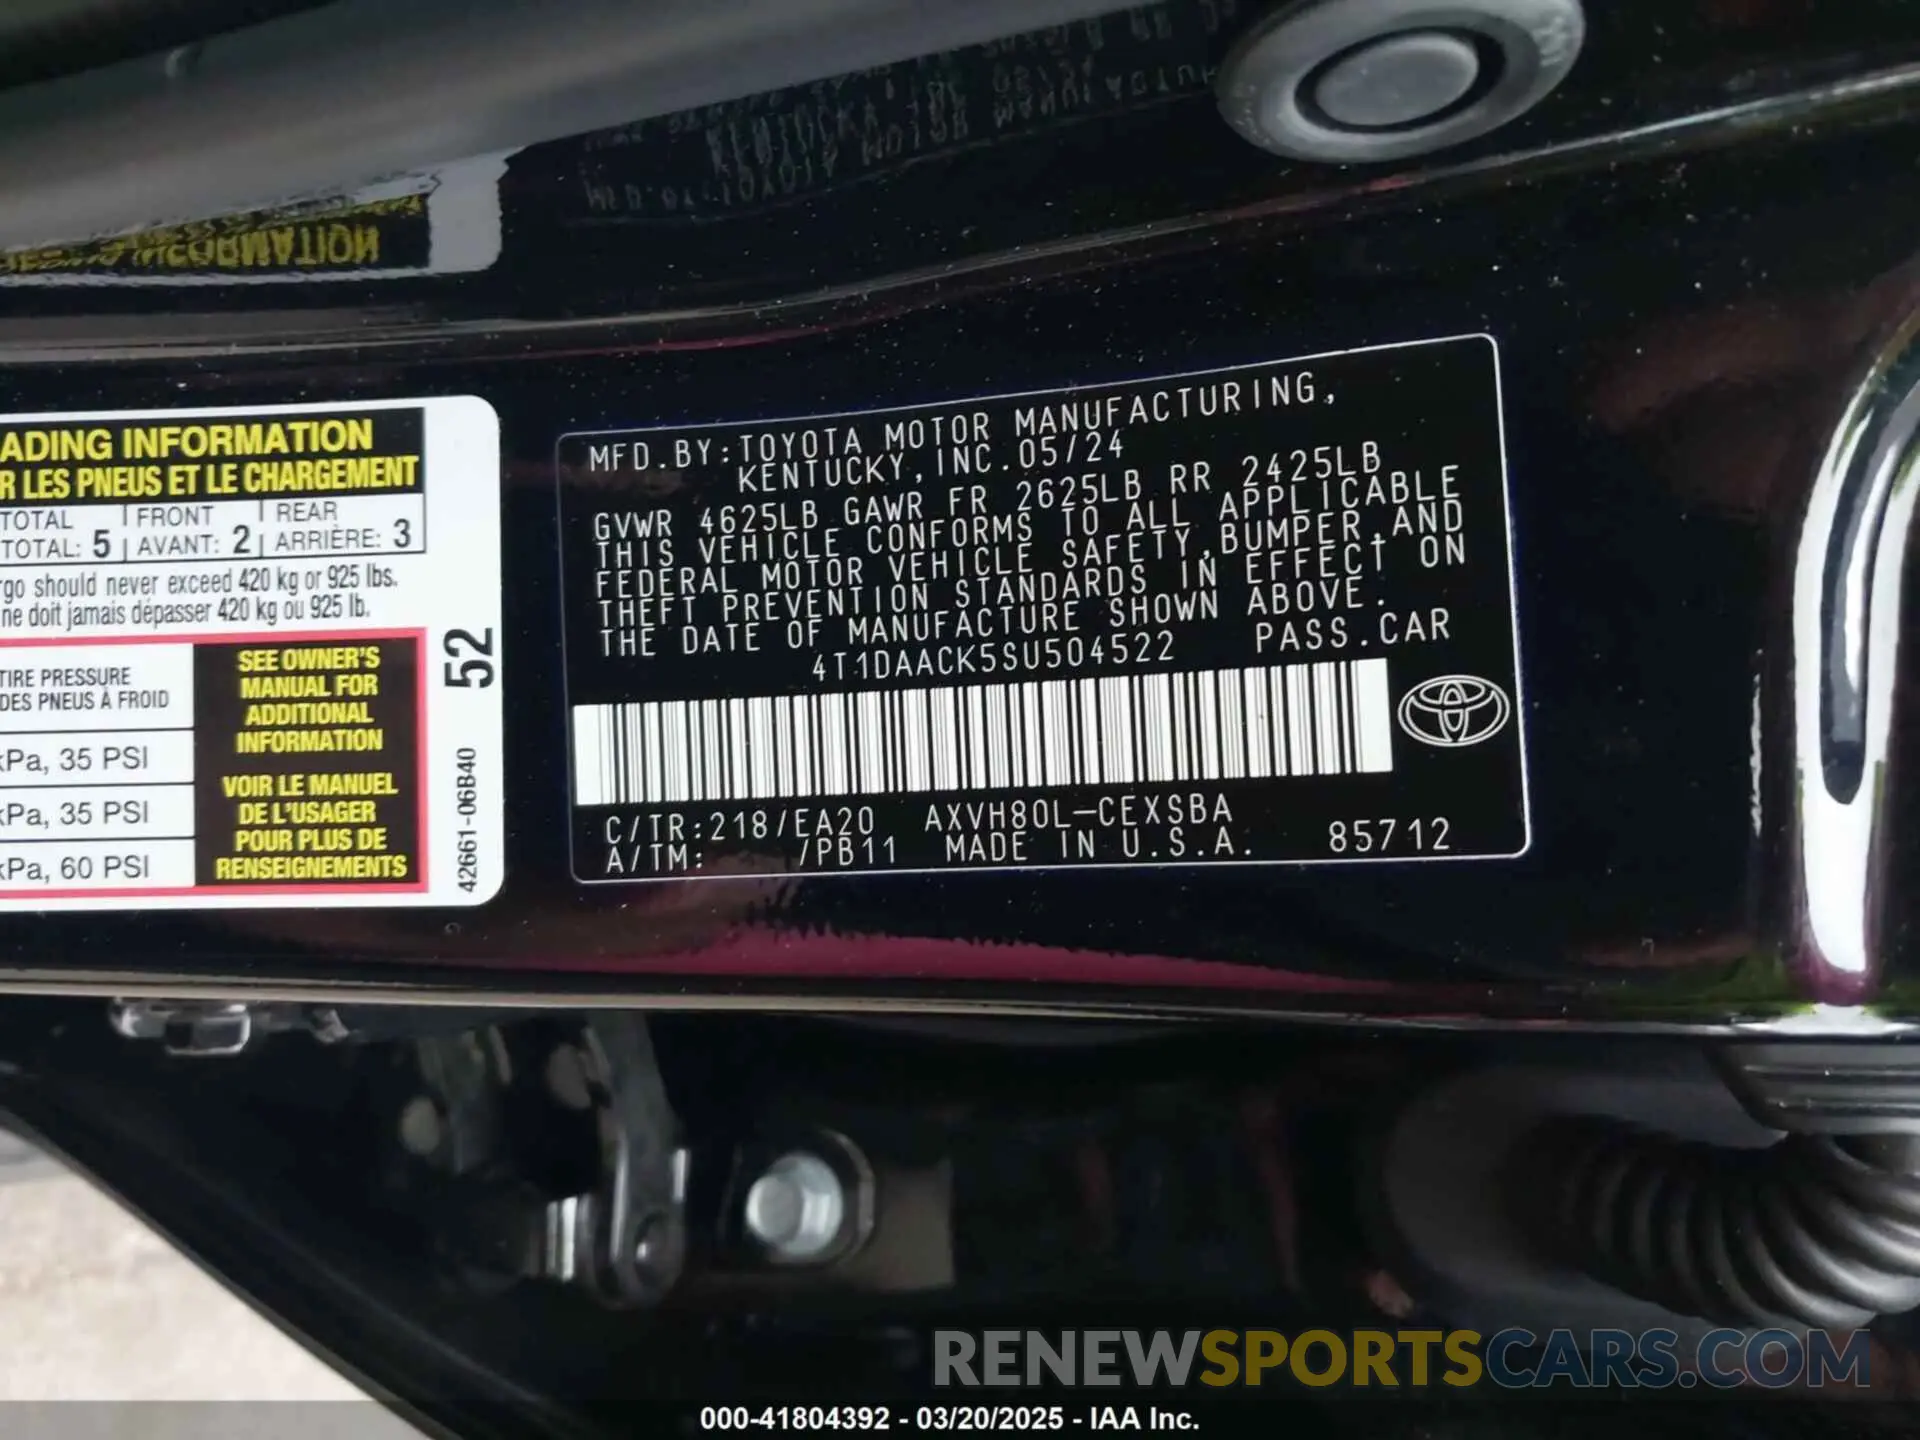 ADING INFORMATION
R LES PNEUS ET LE CHARGEMENT
TOTAL FRONT REAR
TOTAL: 5 AVANT: 2 ARRIÈRE: 3
rgo should never exceed 420 kg or 925 lbs.
ne doit jamais dépasser 420 kg ou 925 lb.
TIRE PRESSURE
DES PNEUS À FROID
kPa, 35 PSI
kPa, 35 PSI
kPa, 60 PSI
SEE OWNER'S
MANUAL FOR
ADDITIONAL
INFORMATION
VOIR LE MANUEL
DE L'USAGER
POUR PLUS DE
RENSEIGNEMENTS
52
42661-06B40
MFD.BY:TOYOTA MOTOR MANUFACTURING,
KENTUCKY,INC.05/24
GVWR 4625LB GAWR FR 2625LB RR 2425LB
THIS VEHICLE CONFORMS TO ALL APPLICABLE
FEDERAL MOTOR VEHICLE SAFETY,BUMPER,AND
THEFT PREVENTION STANDARDS IN EFFECT ON
THE DATE OF MANUFACTURE SHOWN ABOVE.
4T1DAACK5SU504522 PASS.CAR
C/TR:218/EA20 AXVH80L-CEXSBA
A/TM: /PB11 MADE IN U.S.A. 85712
RENEWSPORTSCARS.COM
000-41804392 - 03/20/2025 - IAA Inc.